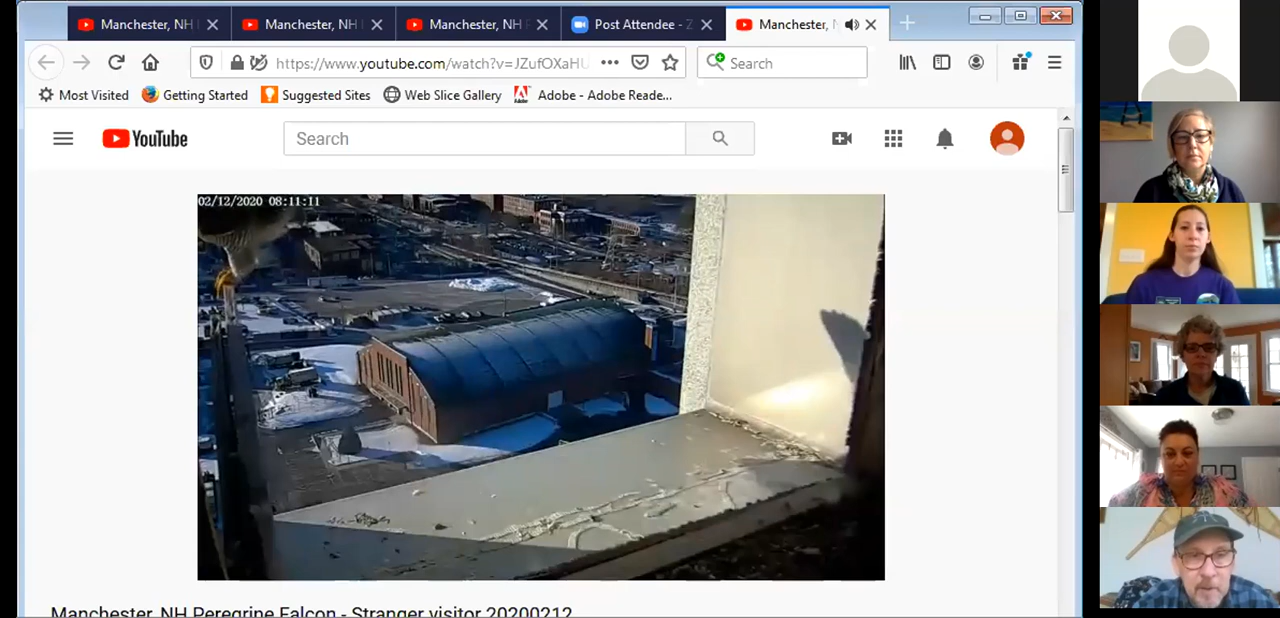 Manchester, NH
Manchester, NH
Manchester, NH
Post Attendee - Z
Manchester,
https://www.youtube.com/watch?v=JZufOXaHU
Search
Most Visited
Getting Started
Suggested Sites
Web Slice Gallery
Adobe - Adobe Reade...
YouTube
Search
02/12/2020 08:11:11
Manchester, NH Peregrine Falcon - Stranger visitor 20200212